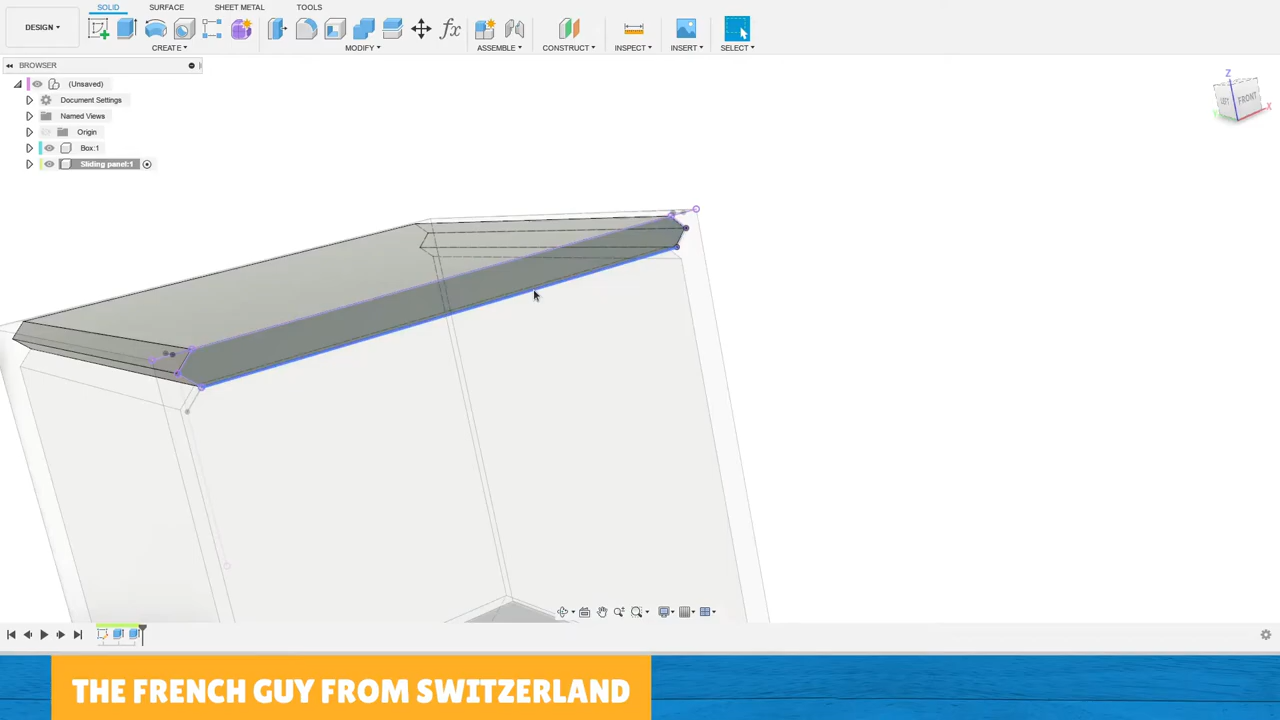 DESIGN
SOLID SURFACE SHEET METAL TOOLS
CREATE MODIFY ASSEMBLE CONSTRUCT INSPECT INSERT SELECT
BROWSER
(Unsaved)
Document Settings
Named Views
Origin
Box:1
Sliding panel:1
Z
FRONT
X
THE FRENCH GUY FROM SWITZERLAND